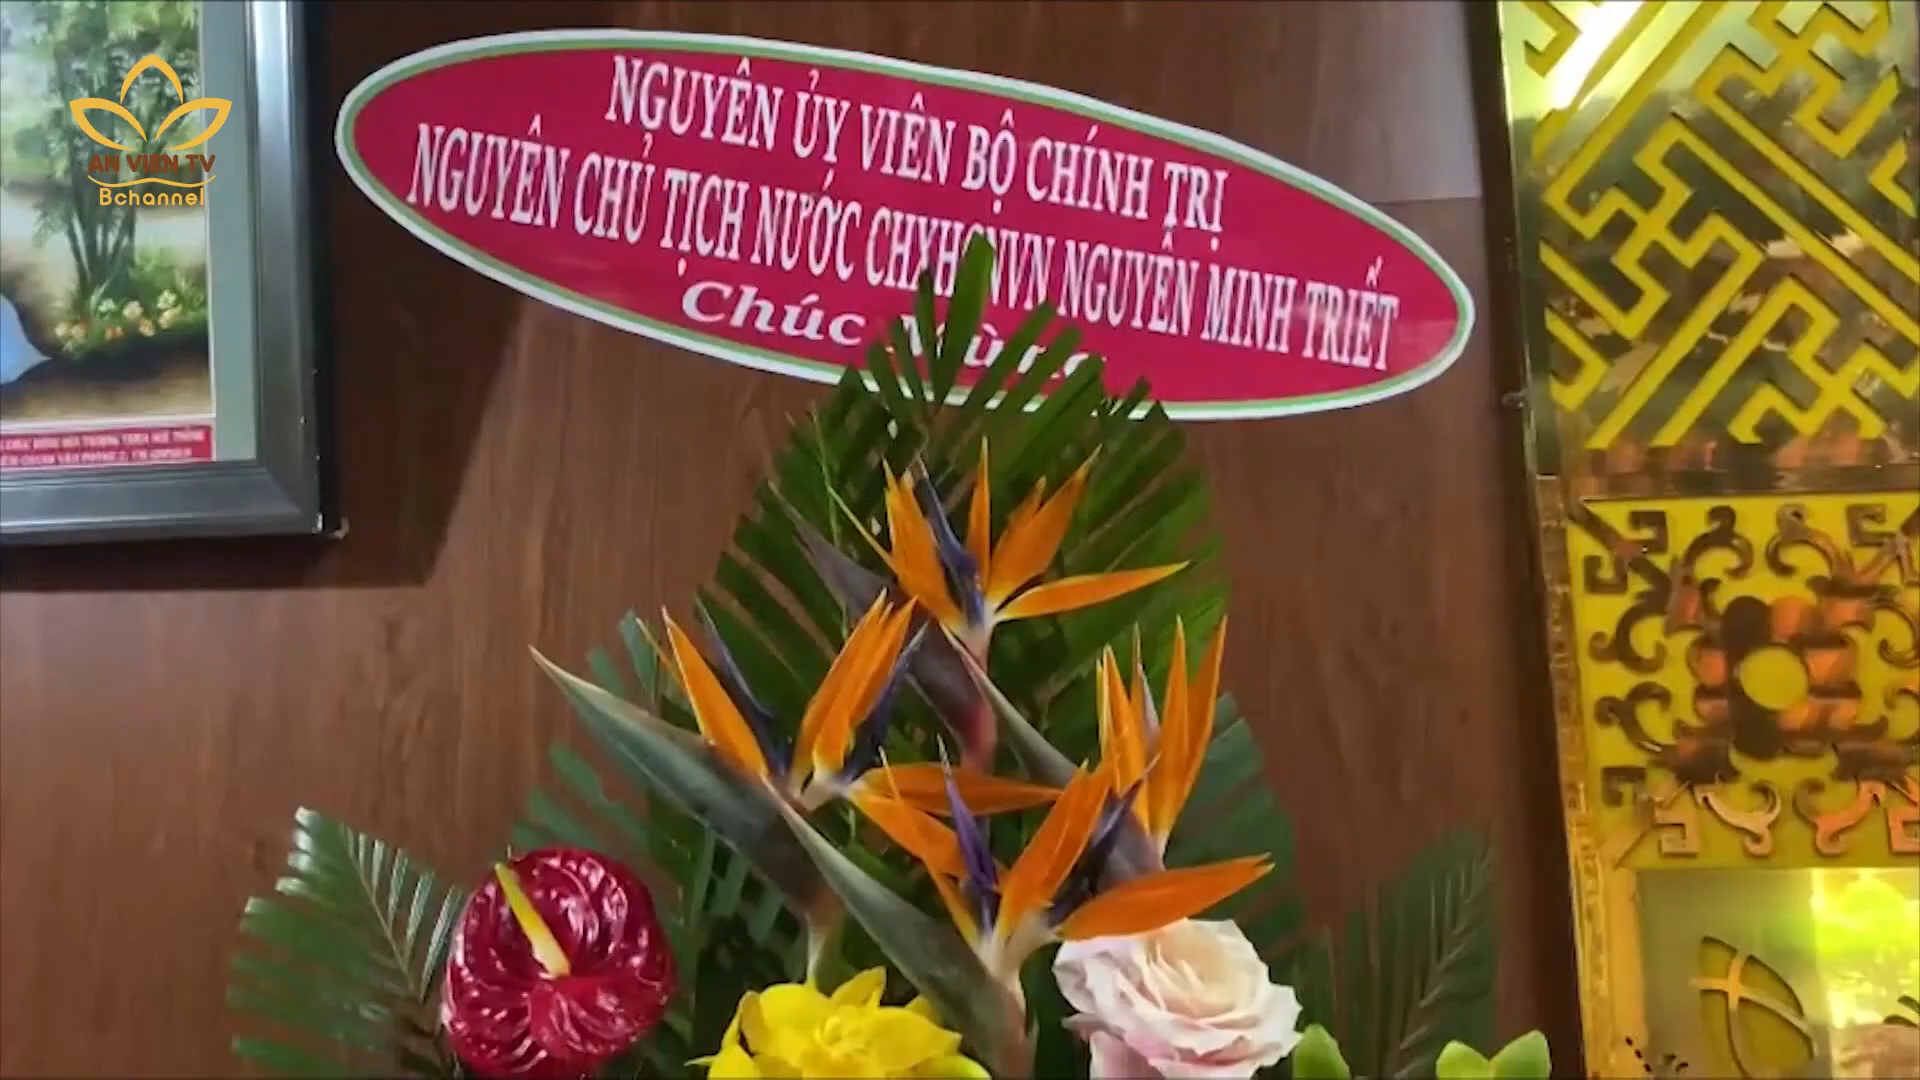 AN VIEN TV
Bchannel
NGUYÊN ỦY VIÊN BỘ CHÍNH TRỊ
NGUYÊN CHỦ TỊCH NƯỚC CHXHCNVN NGUYỄN MINH TRIẾT
Chúc Mừng